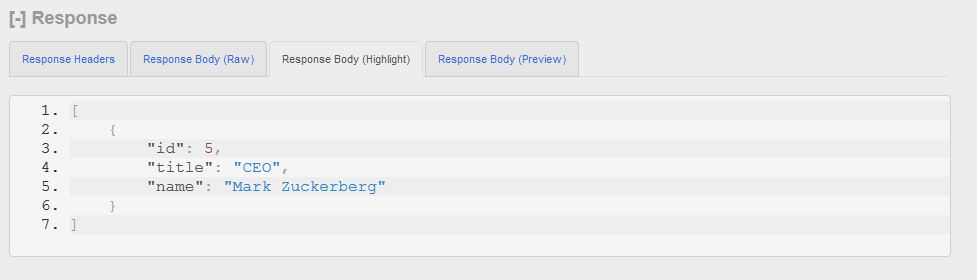 [-] Response
Response Headers Response Body (Raw) Response Body (Highlight) Response Body (Preview)
1. [
2.     {
3.         "id": 5,
4.         "title": "CEO",
5.         "name": "Mark Zuckerberg"
6.     }
7. ]